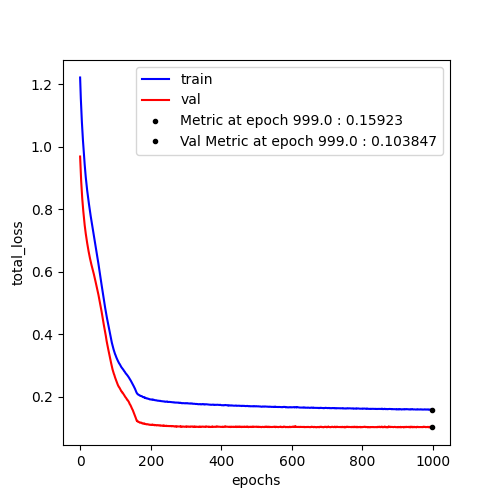 train
val
Metric at epoch 999.0 : 0.15923
Val Metric at epoch 999.0 : 0.103847
1.2
1.0
0.8
0.6
0.4
0.2
total_loss
0 200 400 600 800 1000
epochs